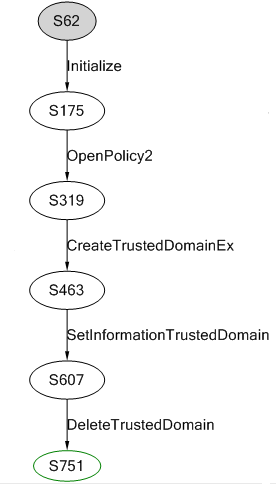 S62
Initialize
S175
OpenPolicy2
S319
CreateTrustedDomainEx
S463
SetInformationTrustedDomain
S607
DeleteTrustedDomain
S751